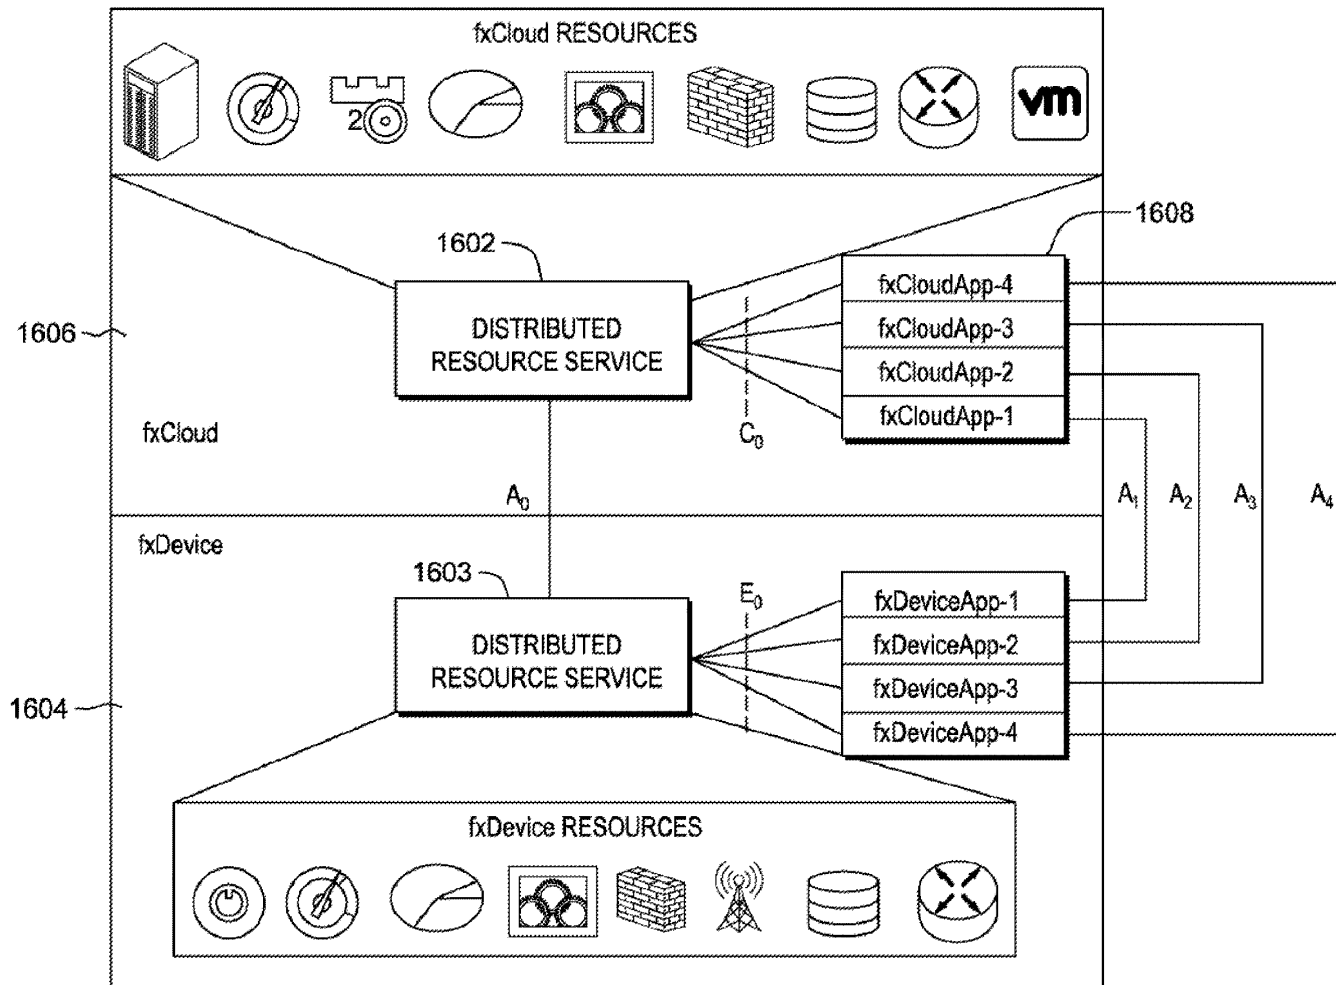 fxCloud RESOURCES
2
vm
1608
1602
fxCloudApp-4
1606
DISTRIBUTED
RESOURCE SERVICE
fxCloudApp-3
fxCloudApp-2
fxCloudApp-1
fxCloud
C₀
A₀
A₁
A₂
A₃
A₄
fxDevice
1603
E₀
fxDeviceApp-1
DISTRIBUTED
RESOURCE SERVICE
fxDeviceApp-2
fxDeviceApp-3
1604
fxDeviceApp-4
fxDevice RESOURCES